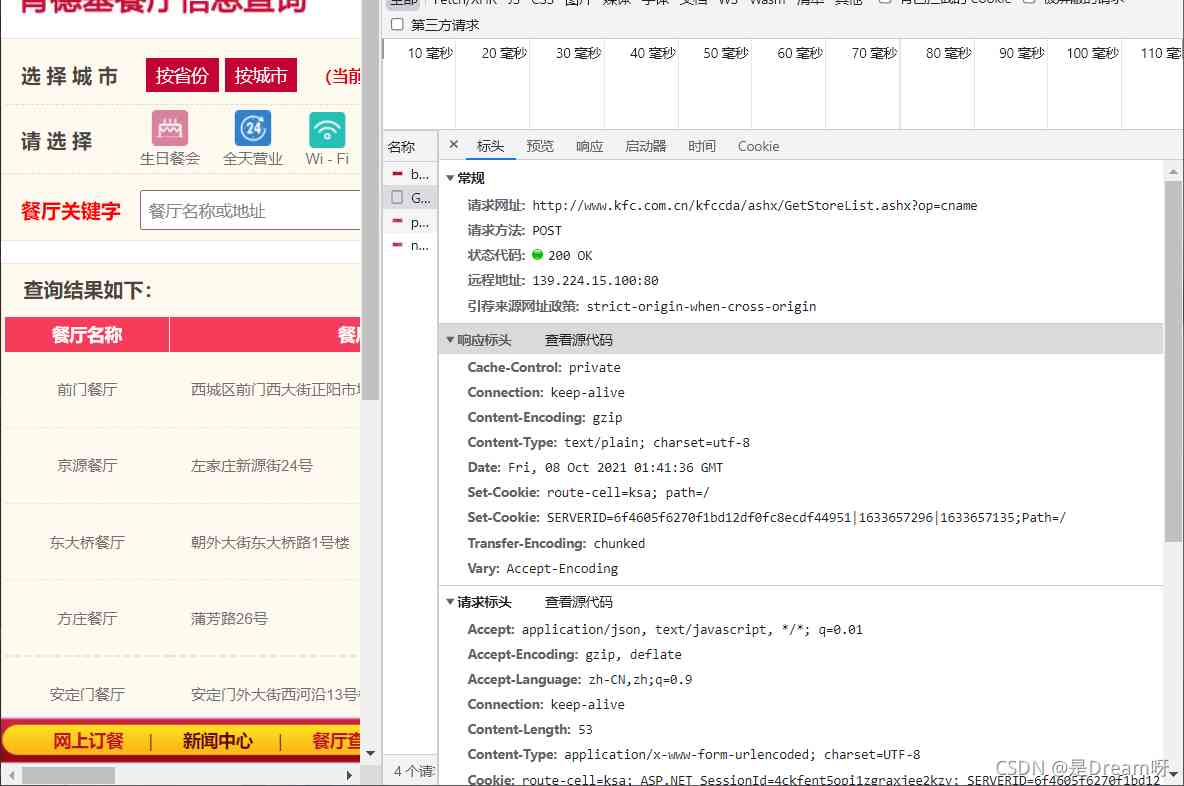 肯德基餐厅信息查询
选择城市 按省份 按城市 (当前
请选择
生日餐会 全天营业 Wi - Fi
餐厅关键字 餐厅名称或地址
查询结果如下：
餐厅名称 餐厅
前门餐厅 西城区前门西大街正阳市场
京源餐厅 左家庄新源街24号
东大桥餐厅 朝外大街东大桥路1号楼
方庄餐厅 蒲芳路26号
安定门餐厅 安定门外大街西河沿13号
网上订餐 | 新闻中心 | 餐厅查
全部 Fetch/XHR JS CSS 图片 媒体 字体 文档 WS Wasm 清单 其他 有已拦截的 Cookie 被屏蔽的请求
第三方请求
10 毫秒 20 毫秒 30 毫秒 40 毫秒 50 毫秒 60 毫秒 70 毫秒 80 毫秒 90 毫秒 100 毫秒 110 毫
名称
b...
G...
p...
n...
4 个请:
× 标头 预览 响应 启动器 时间 Cookie
常规
请求网址: http://www.kfc.com.cn/kfccda/ashx/GetStoreList.ashx?op=cname
请求方法: POST
状态代码: 200 OK
远程地址: 139.224.15.100:80
引荐来源网址政策: strict-origin-when-cross-origin
响应标头 查看源代码
Cache-Control: private
Connection: keep-alive
Content-Encoding: gzip
Content-Type: text/plain; charset=utf-8
Date: Fri, 08 Oct 2021 01:41:36 GMT
Set-Cookie: route-cell=ksa; path=/
Set-Cookie: SERVERID=6f4605f6270f1bd12df0fc8ecdf44951|1633657296|1633657135;Path=/
Transfer-Encoding: chunked
Vary: Accept-Encoding
请求标头 查看源代码
Accept: application/json, text/javascript, */*; q=0.01
Accept-Encoding: gzip, deflate
Accept-Language: zh-CN,zh;q=0.9
Connection: keep-alive
Content-Length: 53
Content-Type: application/x-www-form-urlencoded; charset=UTF-8
Cookie: route-cell=ksa; ASP.NET_SessionId=4ckfent5opi1zgraxjee2kzv; SERVERID=6f4605f6270f1bd12
CSDN @是Dream呀